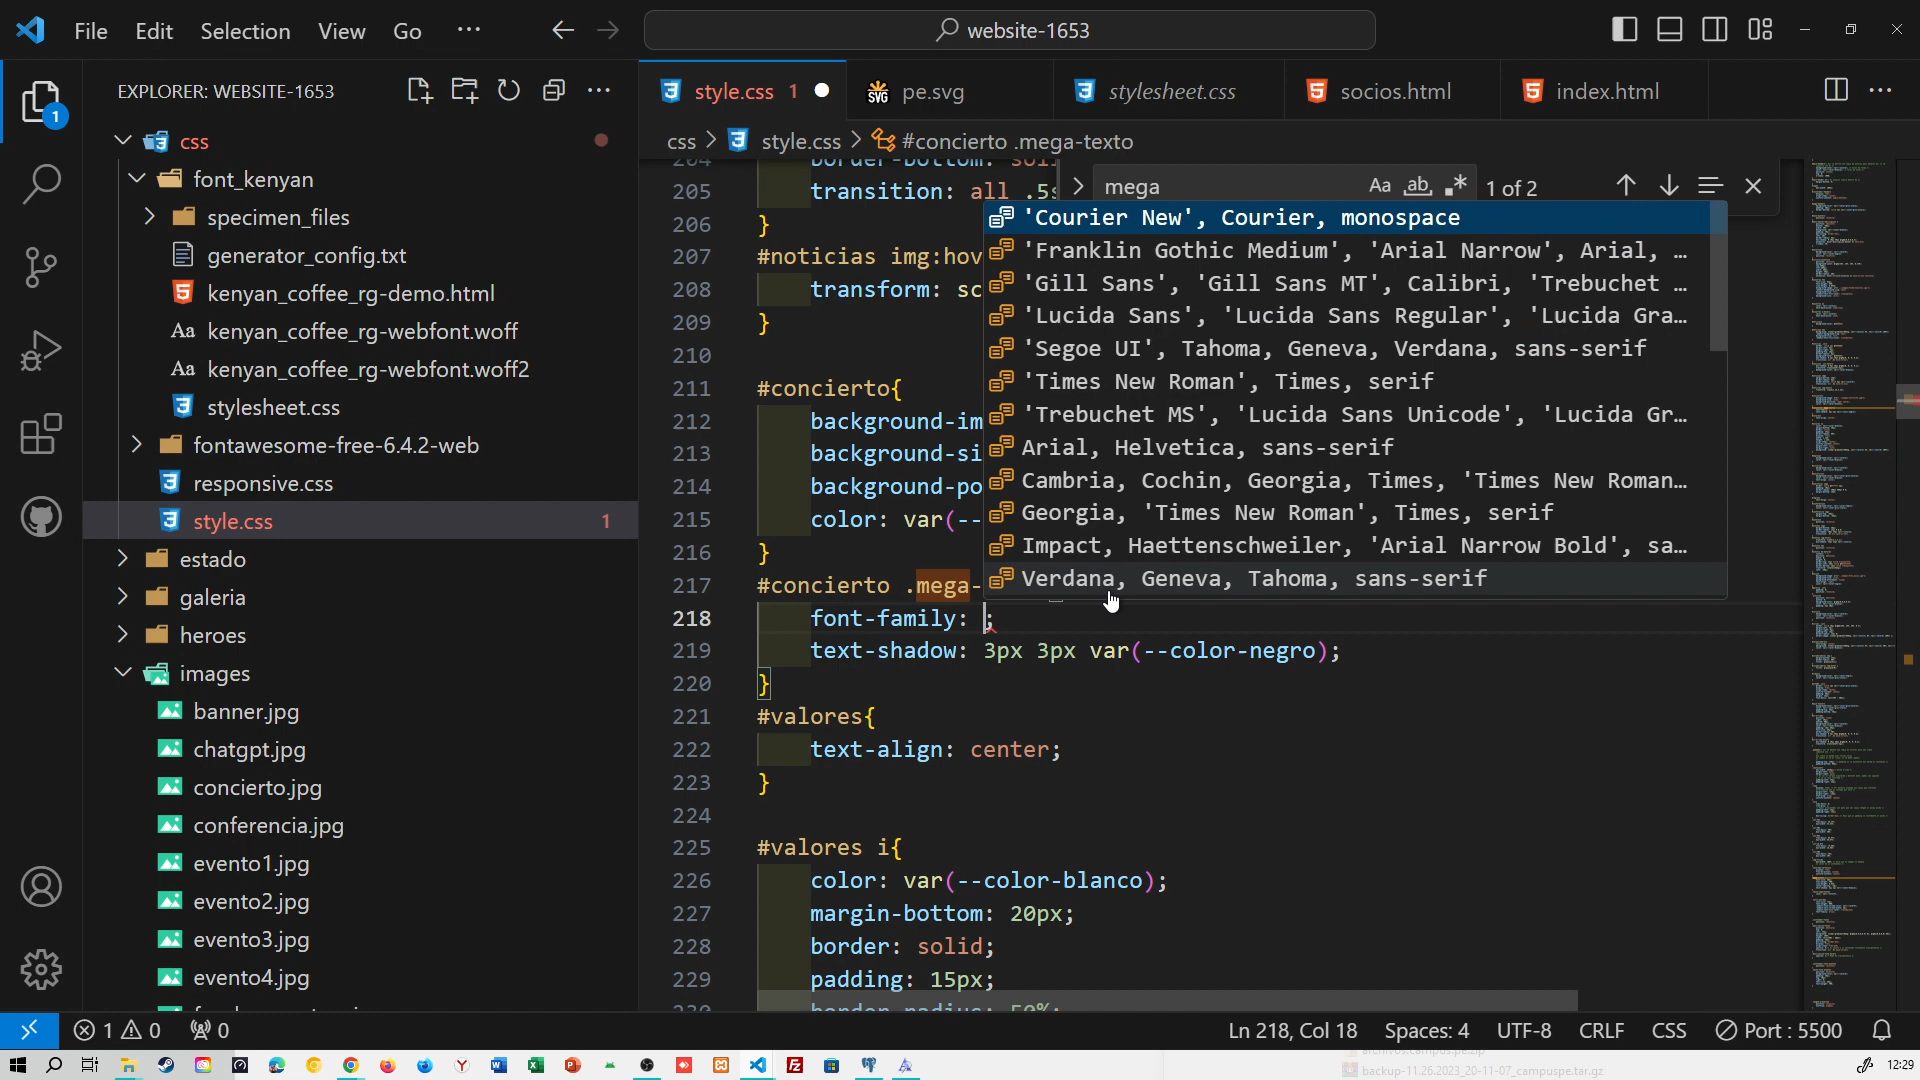 File Edit Selection View Go ··· website-1653
EXPLORER: WEBSITE-1653
style.css 1 pe.svg stylesheet.css socios.html index.html
css > style.css > #concierto .mega-texto
mega Aa ab 1 of 2
css
font_kenyan
specimen_files
generator_config.txt
kenyan_coffee_rg-demo.html
kenyan_coffee_rg-webfont.woff
kenyan_coffee_rg-webfont.woff2
stylesheet.css
fontawesome-free-6.4.2-web
responsive.css
style.css 1
estado
galeria
heroes
images
banner.jpg
chatgpt.jpg
concierto.jpg
conferencia.jpg
evento1.jpg
evento2.jpg
evento3.jpg
evento4.jpg
205 transition: all .5s
206 }
207 #noticias img:hov
208 transform: sc
209 }
210
211 #concierto{
212 background-im
213 background-si
214 background-po
215 color: var(--
216 }
217 #concierto .mega-
218 font-family: ;
219 text-shadow: 3px 3px var(--color-negro);
220 }
221 #valores{
222 text-align: center;
223 }
224
225 #valores i{
226 color: var(--color-blanco);
227 margin-bottom: 20px;
228 border: solid;
229 padding: 15px;
'Courier New', Courier, monospace
'Franklin Gothic Medium', 'Arial Narrow', Arial, …
'Gill Sans', 'Gill Sans MT', Calibri, 'Trebuchet …
'Lucida Sans', 'Lucida Sans Regular', 'Lucida Gra…
'Segoe UI', Tahoma, Geneva, Verdana, sans-serif
'Times New Roman', Times, serif
'Trebuchet MS', 'Lucida Sans Unicode', 'Lucida Gr…
Arial, Helvetica, sans-serif
Cambria, Cochin, Georgia, Times, 'Times New Roman…
Georgia, 'Times New Roman', Times, serif
Impact, Haettenschweiler, 'Arial Narrow Bold', sa…
Verdana, Geneva, Tahoma, sans-serif
1 0 0 Ln 218, Col 18 Spaces: 4 UTF-8 CRLF CSS Port : 5500
backup-11.26.2023_20-11-07_campuspe.tar.gz
12:29